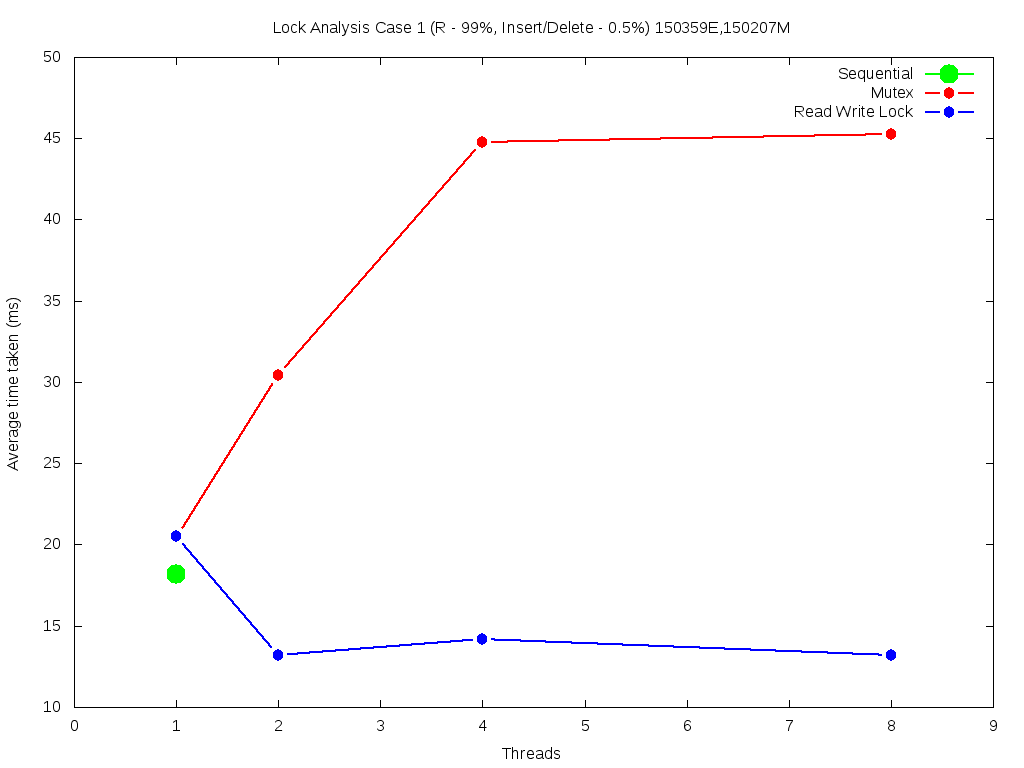 Lock Analysis Case 1 (R - 99%, Insert/Delete - 0.5%) 150359E,150207M
Sequential
Mutex
Read Write Lock
50
45
40
35
30
25
20
15
10
Average time taken (ms)
0 1 2 3 4 5 6 7 8 9
Threads